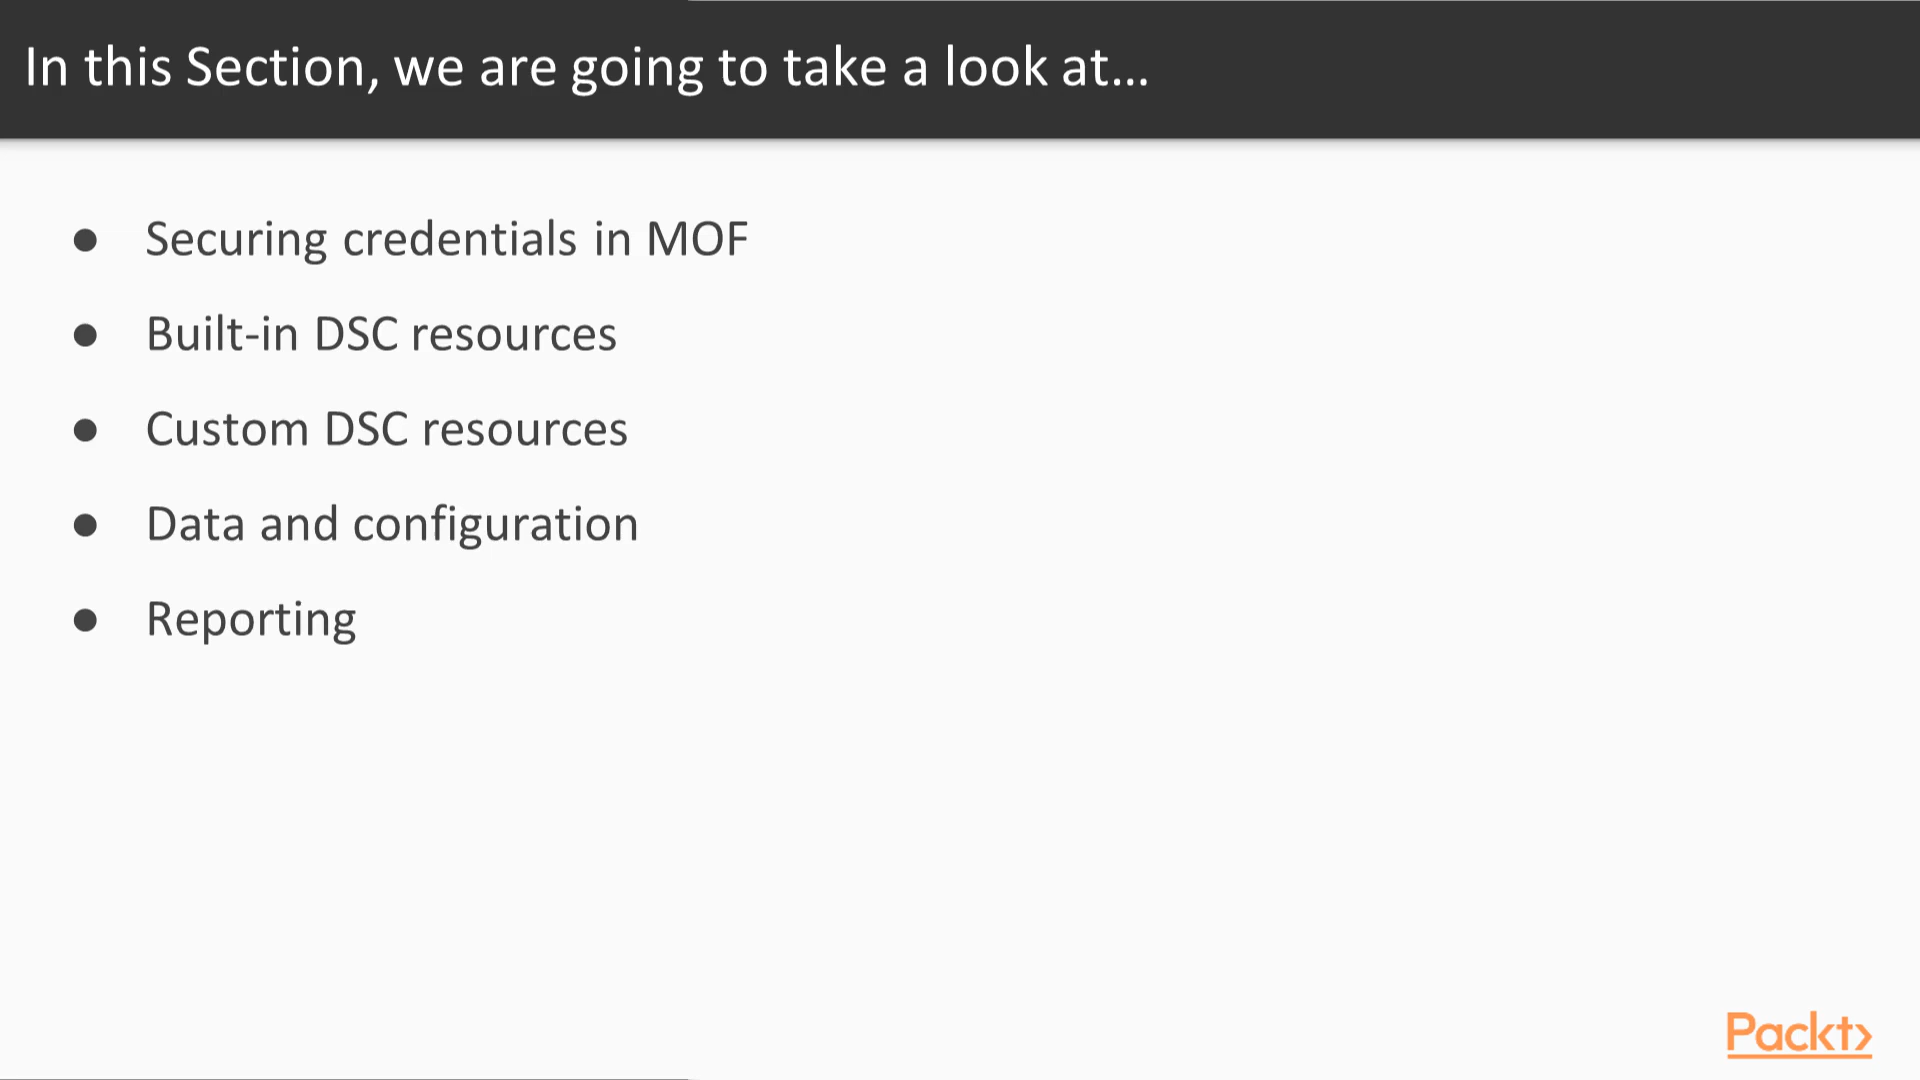 In this Section, we are going to take a look at...
● Securing credentials in MOF
● Built-in DSC resources
● Custom DSC resources
● Data and configuration
● Reporting
Packt>